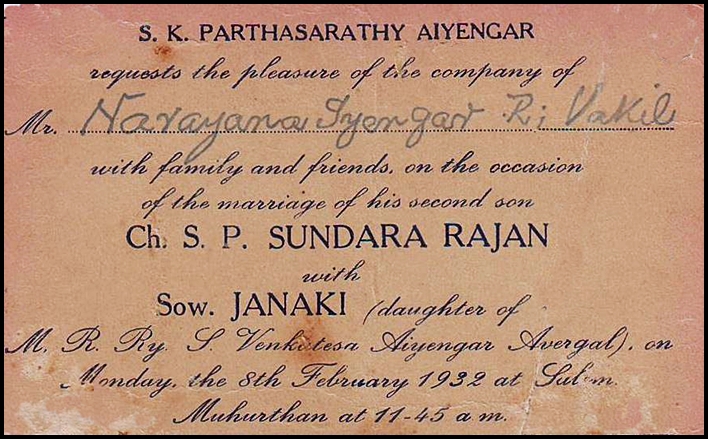 S. K. PARTHASARATHY AIYENGAR
requests the pleasure of the company of
Mr. Narayana Iyengar R; Vakil
with family and friends, on the occasion
of the marriage of his second son
Ch. S. P. SUNDARA RAJAN
with
Sow. JANAKI (daughter of
M. R. Ry. S Venkatesa Aiyengar Avergal), on
Monday, the 8th February 1932 at Salem.
Muhurthan at 11-45 a.m.